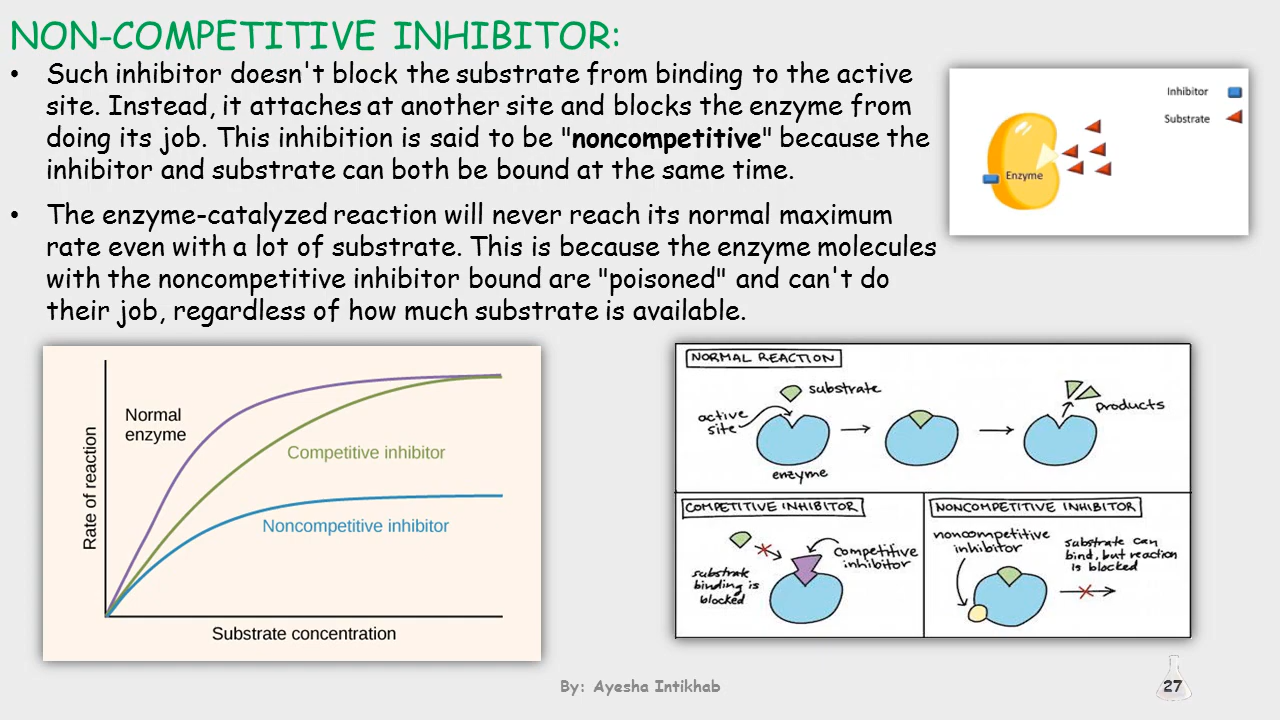 NON-COMPETITIVE INHIBITOR:
• Such inhibitor doesn't block the substrate from binding to the active
site. Instead, it attaches at another site and blocks the enzyme from
doing its job. This inhibition is said to be "noncompetitive" because the
inhibitor and substrate can both be bound at the same time.
• The enzyme-catalyzed reaction will never reach its normal maximum
rate even with a lot of substrate. This is because the enzyme molecules
with the noncompetitive inhibitor bound are "poisoned" and can't do
their job, regardless of how much substrate is available.
Inhibitor
Substrate
Enzyme
Rate of reaction
Normal
enzyme
Competitive inhibitor
Noncompetitive inhibitor
Substrate concentration
NORMAL REACTION
substrate
active
site
enzyme
products
COMPETITIVE INHIBITOR
substrate
binding is
blocked
competitive
inhibitor
NONCOMPETITIVE INHIBITOR
noncompetitive
inhibitor
substrate can
bind, but reaction
is blocked
By: Ayesha Intikhab
27